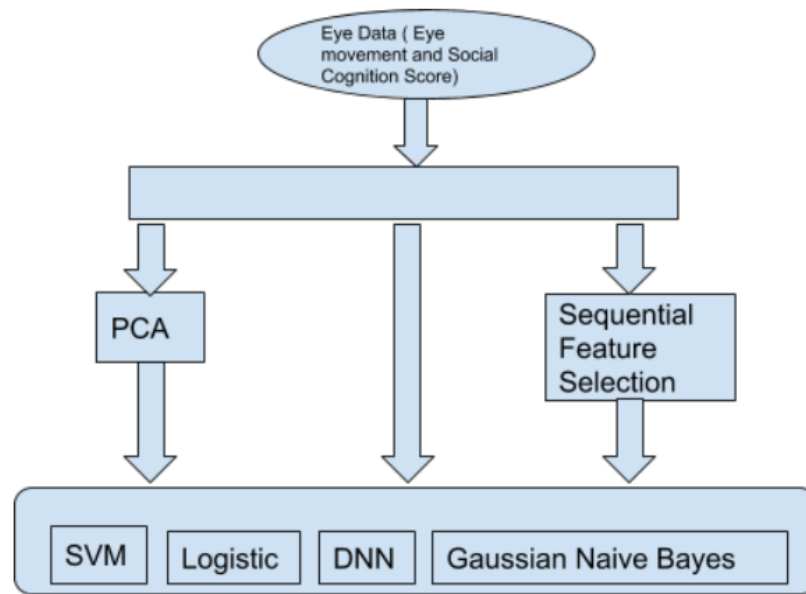 Eye Data ( Eye
movement and Social
Cognition Score)
PCA
Sequential
Feature
Selection
SVM
Logistic
DNN
Gaussian Naive Bayes